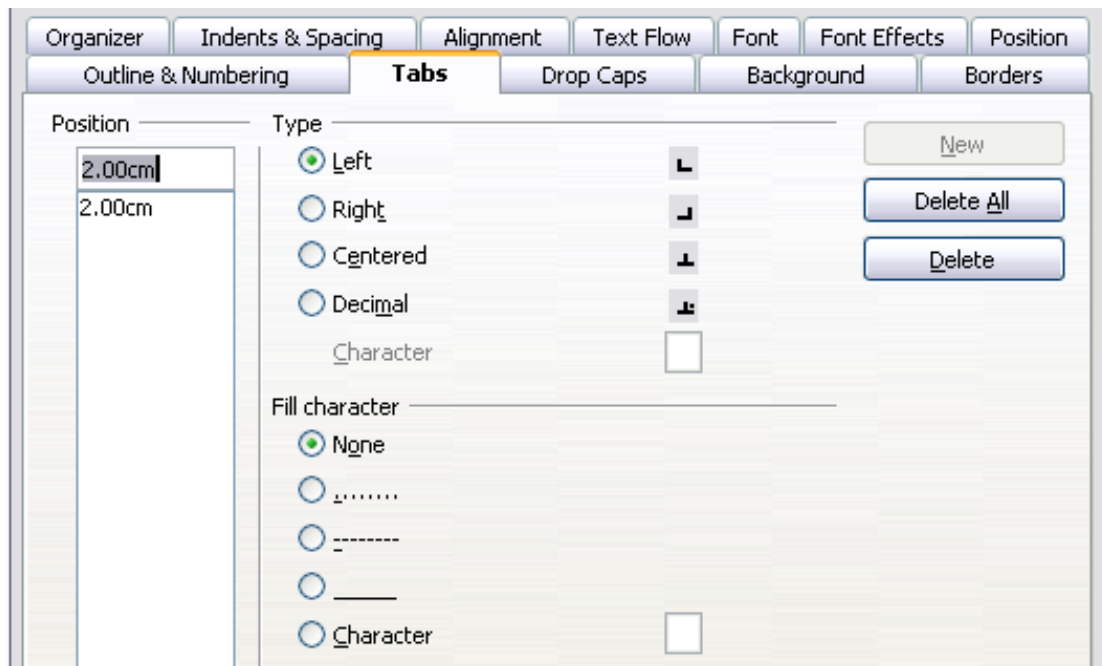 Organizer Indents & Spacing Alignment Text Flow Font Font Effects Position
Outline & Numbering Tabs Drop Caps Background Borders
Position Type
2.00cm
2.00cm
Left
Right
Centered
Decimal
Character
New
Delete All
Delete
Fill character
None
........
--------
______
Character